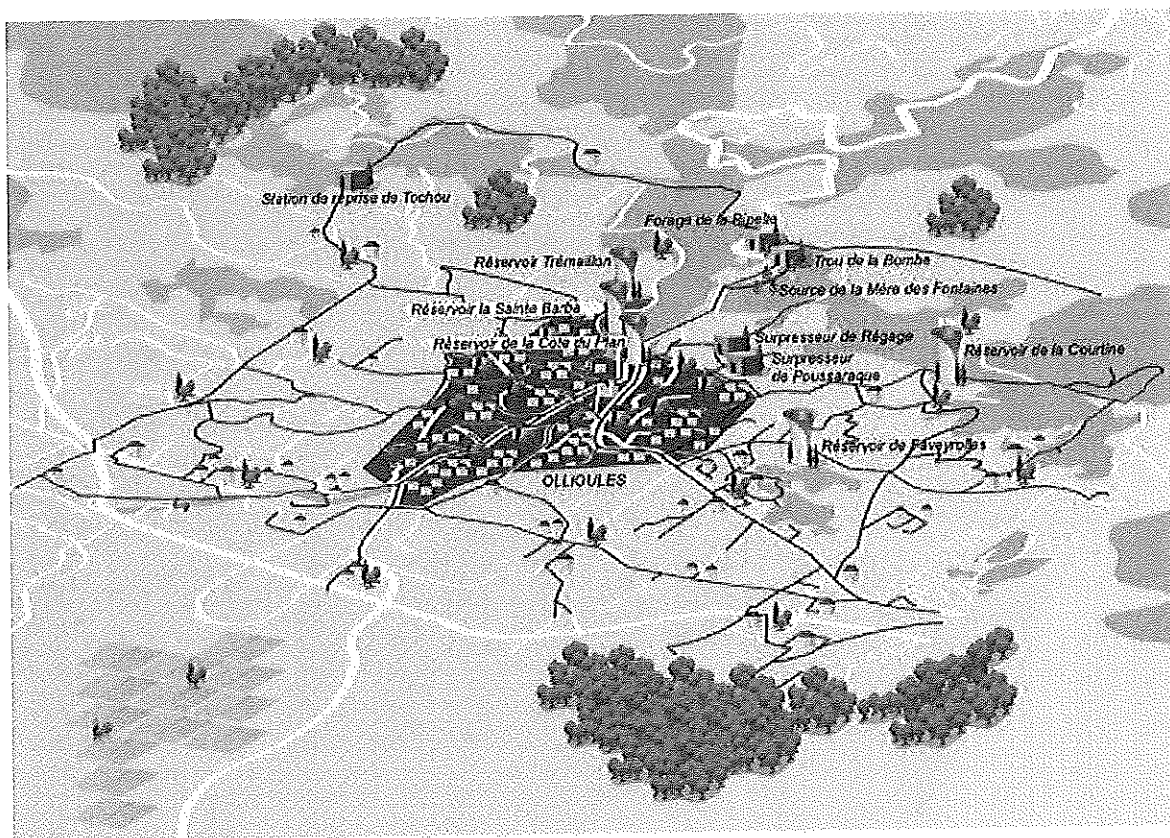 Station de reprise de Tochou
Forage de la Ripelle
Réservoir Trémaillon
Trou de la Bombe
Source de la Mère des Fontaines
Réservoir la Sainte Barbe
Surpresseur de Régage
Réservoir de la Cote du Plan
Réservoir de la Courtine
Surpresseur
de Poussaraque
Réservoir de Faveyrolles
OLLIOULES